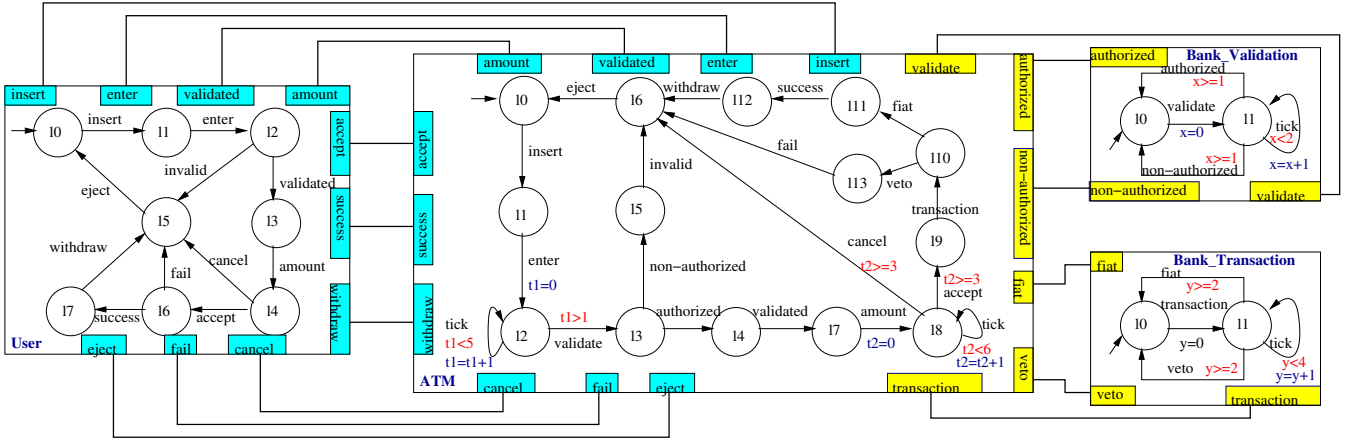 insert
enter
validated
amount
l0
insert
l1
enter
l2
invalid
validated
eject
l5
l3
withdraw
fail
cancel
amount
l7
success
l6
accept
l4
User
eject
fail
cancel
accept
success
withdraw
amount
validated
enter
insert
validate
accept
success
withdraw
l0
eject
l6
withdraw
l12
success
l11
fiat
insert
invalid
fail
l10
l13
veto
l1
l5
transaction
enter
t1=0
non-authorized
cancel
t2>=3
l9
t2>=3
accept
tick
t1<5
t1=t1+1
l2
t1>1
validate
l3
authorized
l4
validated
l7
amount
t2=0
l8
tick
t2<6
t2=t2+1
ATM
cancel
fail
eject
transaction
authorized
non-authorized
fiat
veto
Bank_Validation
authorized
authorized
x>=1
l0
validate
x=0
l1
tick
x<2
x>=1
x=x+1
non-authorized
non-authorized
validate
Bank_Transaction
fiat
fiat
y>=2
l0
transaction
y=0
l1
tick
veto
y>=2
y<4
y=y+1
veto
transaction